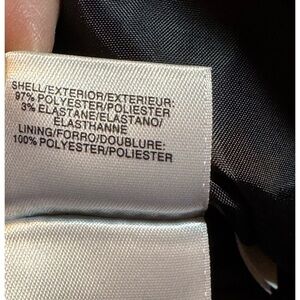 SHELL/EXTERIOR/EXTERIEUR:
97% POLYESTER/POLIESTER
3% ELASTANE/ELASTANO/
ELASTHANNE
LINING/FORRO/DOUBLURE:
100% POLYESTER/POLIESTER